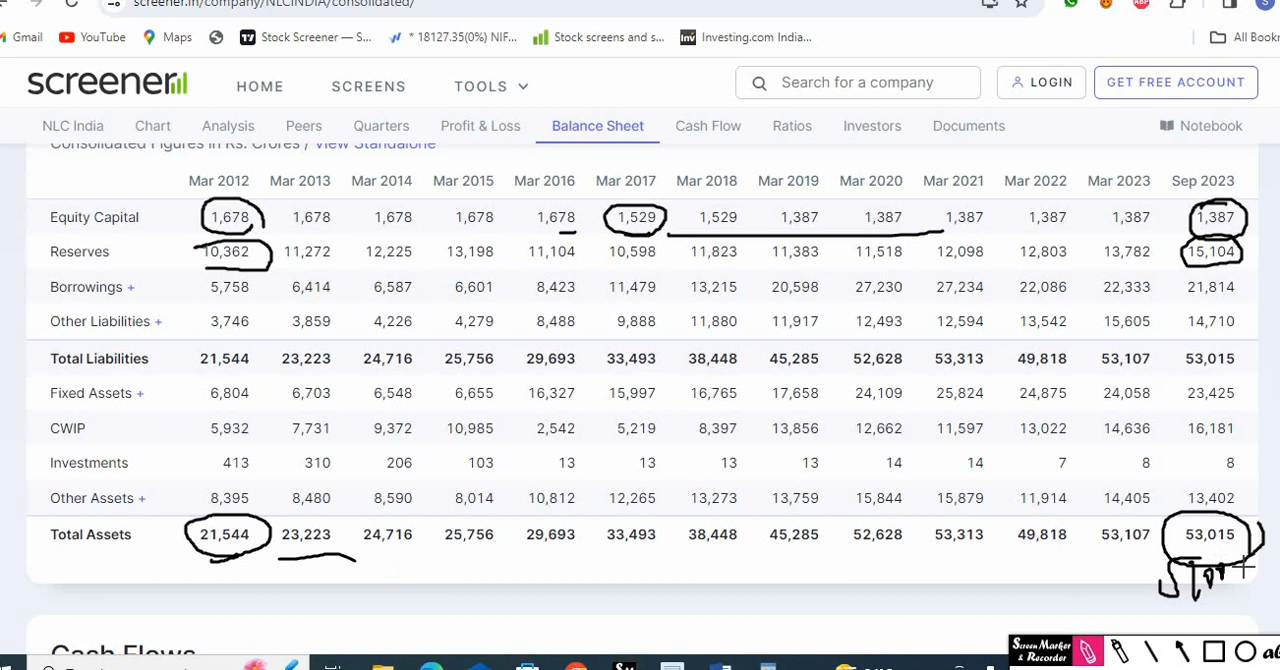 screener.in/company/NLCINDIA/consolidated/
Gmail YouTube Maps Stock Screener — S... * 18127.35(0%) NIF... Stock screens and s... Inv Investing.com India... All Bookr
screener HOME SCREENS TOOLS Search for a company LOGIN GET FREE ACCOUNT
NLC India Chart Analysis Peers Quarters Profit & Loss Balance Sheet Cash Flow Ratios Investors Documents Notebook
Consolidated Figures in Rs. Crores / View Standalone
Mar 2012 Mar 2013 Mar 2014 Mar 2015 Mar 2016 Mar 2017 Mar 2018 Mar 2019 Mar 2020 Mar 2021 Mar 2022 Mar 2023 Sep 2023
Equity Capital 1,678 1,678 1,678 1,678 1,678 1,529 1,529 1,387 1,387 1,387 1,387 1,387 1,387
Reserves 10,362 11,272 12,225 13,198 11,104 10,598 11,823 11,383 11,518 12,098 12,803 13,782 15,104
Borrowings + 5,758 6,414 6,587 6,601 8,423 11,479 13,215 20,598 27,230 27,234 22,086 22,333 21,814
Other Liabilities + 3,746 3,859 4,226 4,279 8,488 9,888 11,880 11,917 12,493 12,594 13,542 15,605 14,710
Total Liabilities 21,544 23,223 24,716 25,756 29,693 33,493 38,448 45,285 52,628 53,313 49,818 53,107 53,015
Fixed Assets + 6,804 6,703 6,548 6,655 16,327 15,997 16,765 17,658 24,109 25,824 24,875 24,058 23,425
CWIP 5,932 7,731 9,372 10,985 2,542 5,219 8,397 13,856 12,662 11,597 13,022 14,636 16,181
Investments 413 310 206 103 13 13 13 13 14 14 7 8 8
Other Assets + 8,395 8,480 8,590 8,014 10,812 12,265 13,273 13,759 15,844 15,879 11,914 14,405 13,402
Total Assets 21,544 23,223 24,716 25,756 29,693 33,493 38,448 45,285 52,628 53,313 49,818 53,107 53,015
Cash Flows
Screen Marker & Recorder